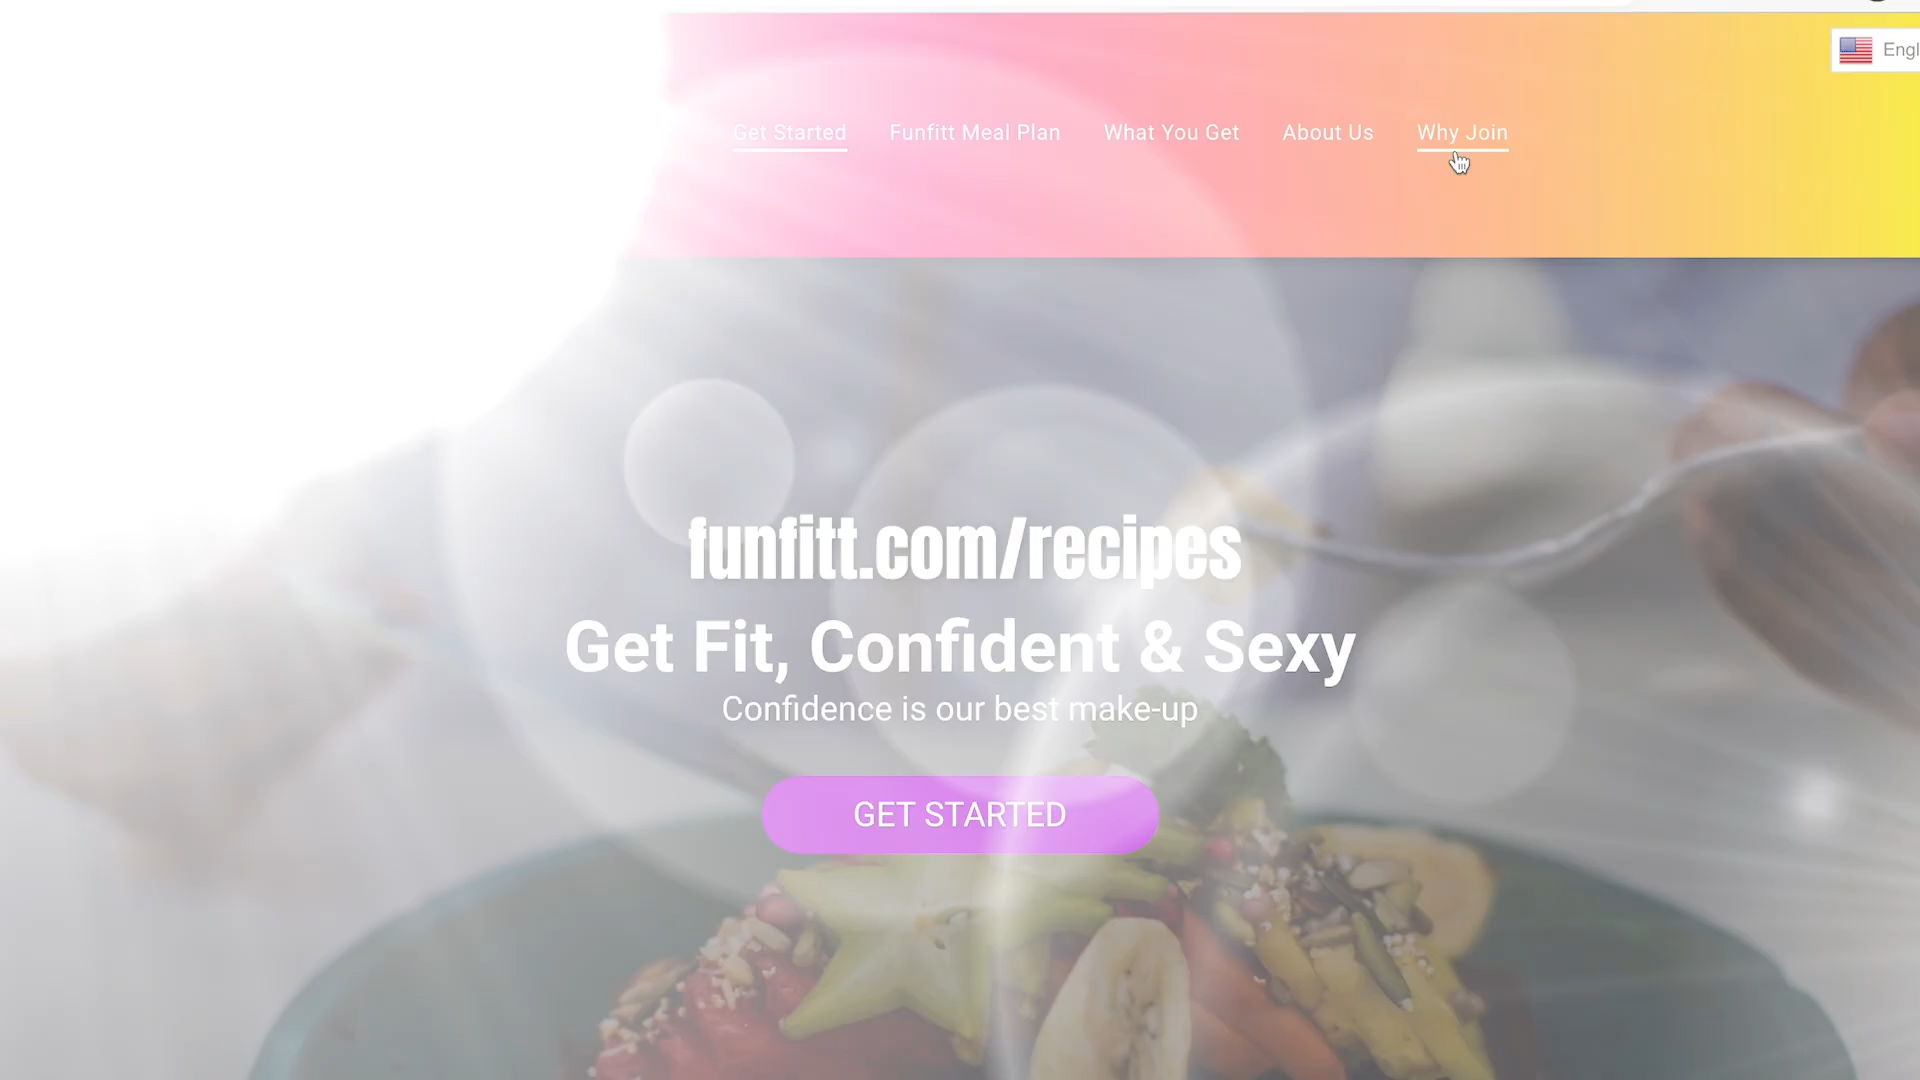 Engl
Get Started Funfitt Meal Plan What You Get About Us Why Join
funfitt.com/recipes
Get Fit, Confident & Sexy
Confidence is our best make-up
GET STARTED